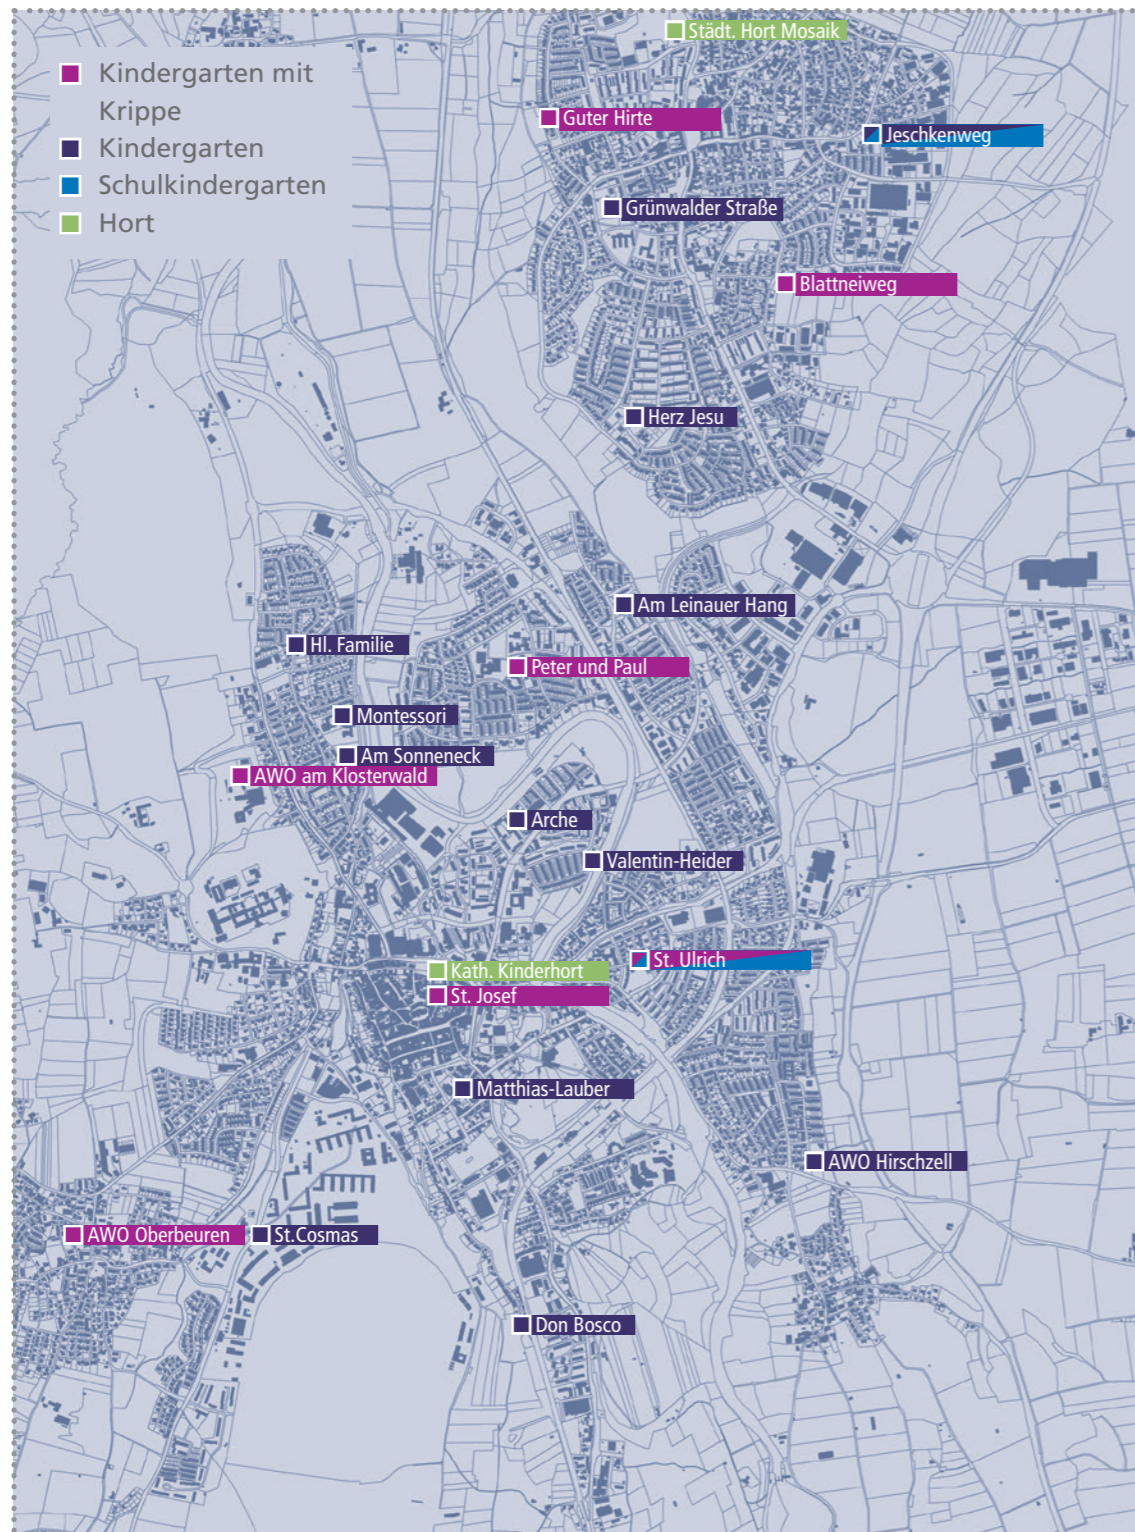 Städt. Hort Mosaik
Kindergarten mit
Krippe
Kindergarten
Schulkindergarten
Hort
Guter Hirte
Jeschkenweg
Grünwalder Straße
Blattneiweg
Herz Jesu
Am Leinauer Hang
Hl. Familie
Peter und Paul
Montessori
Am Sonneneck
AWO am Klosterwald
Arche
Valentin-Heider
St. Ulrich
Kath. Kinderhort
St. Josef
Matthias-Lauber
AWO Hirschzell
AWO Oberbeuren
St.Cosmas
Don Bosco